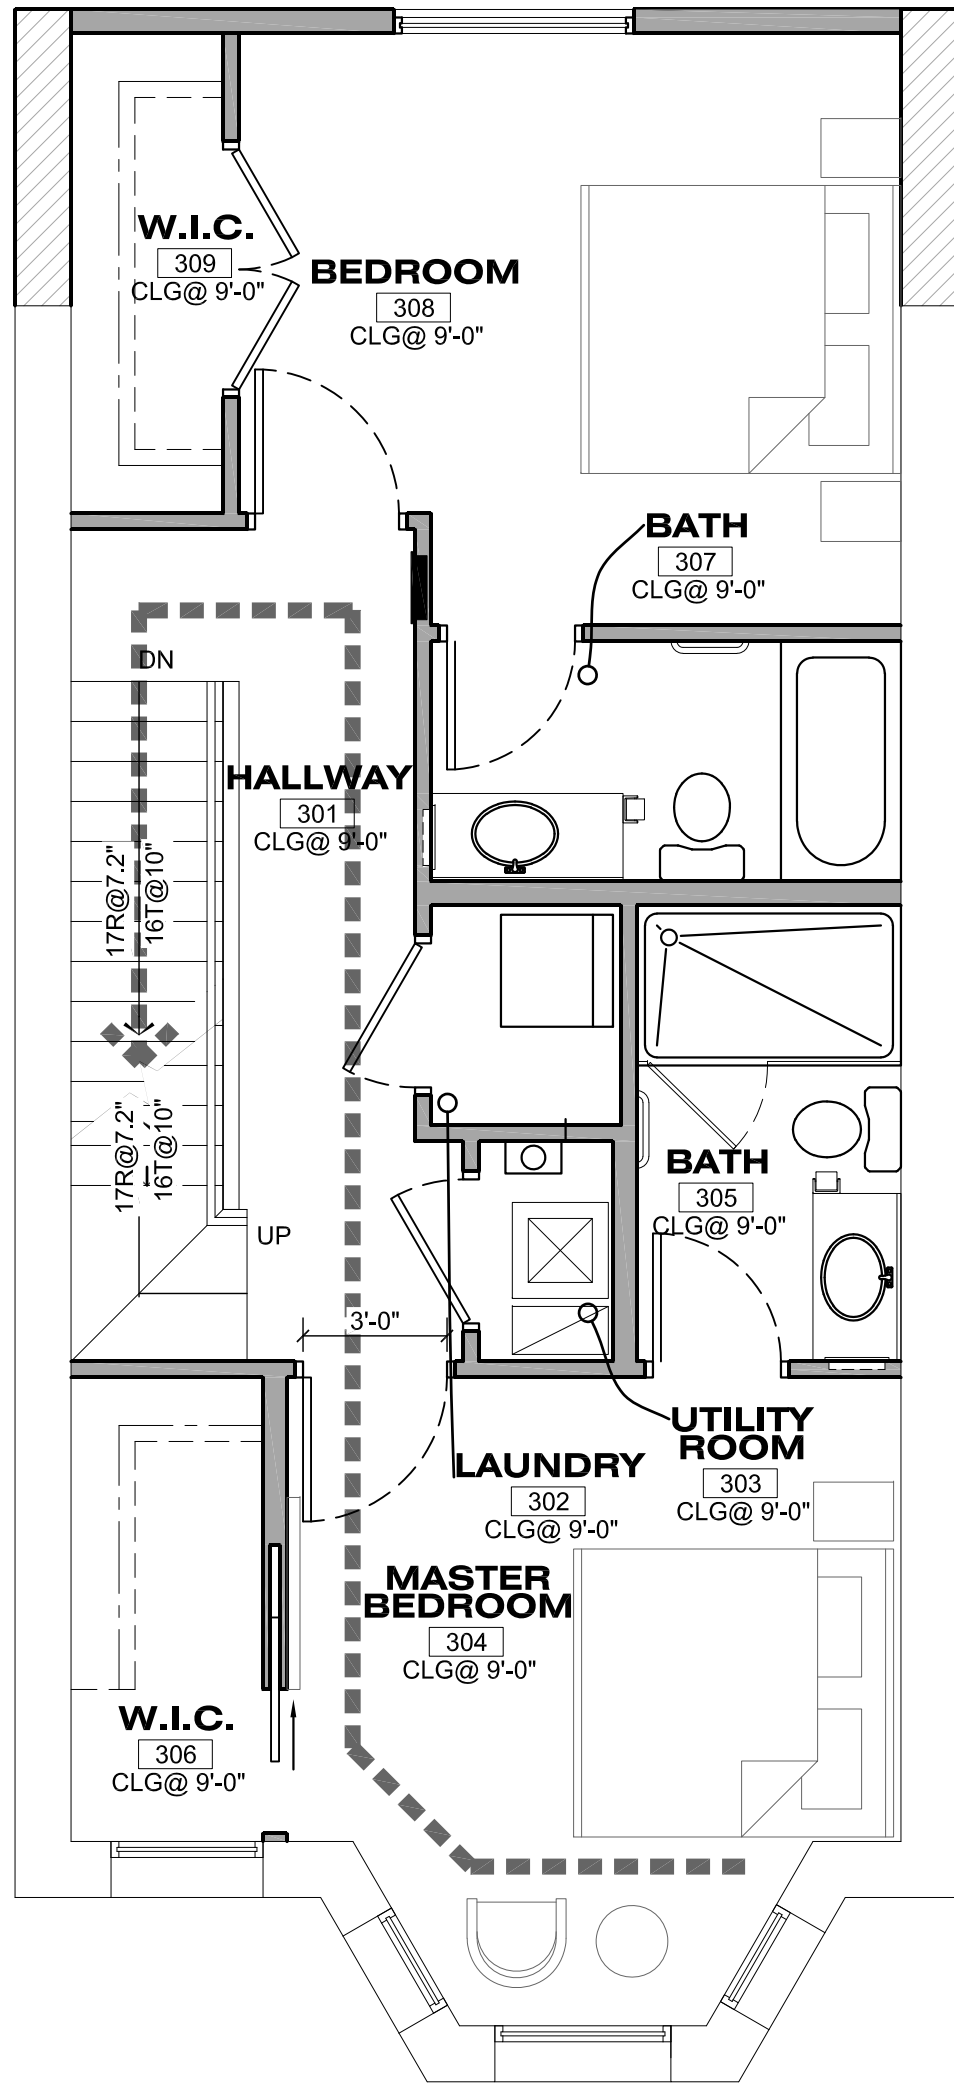 W.I.C.
309
CLG@ 9'-0"
BEDROOM
308
CLG@ 9'-0"
BATH
307
CLG@ 9'-0"
DN
HALLWAY
301
CLG@ 9'-0"
17R@7.2"
16T@10"
17R@7.2"
16T@10"
UP
BATH
305
CLG@ 9'-0"
3'-0"
UTILITY
ROOM
303
CLG@ 9'-0"
LAUNDRY
302
CLG@ 9'-0"
MASTER
BEDROOM
304
CLG@ 9'-0"
W.I.C.
306
CLG@ 9'-0"